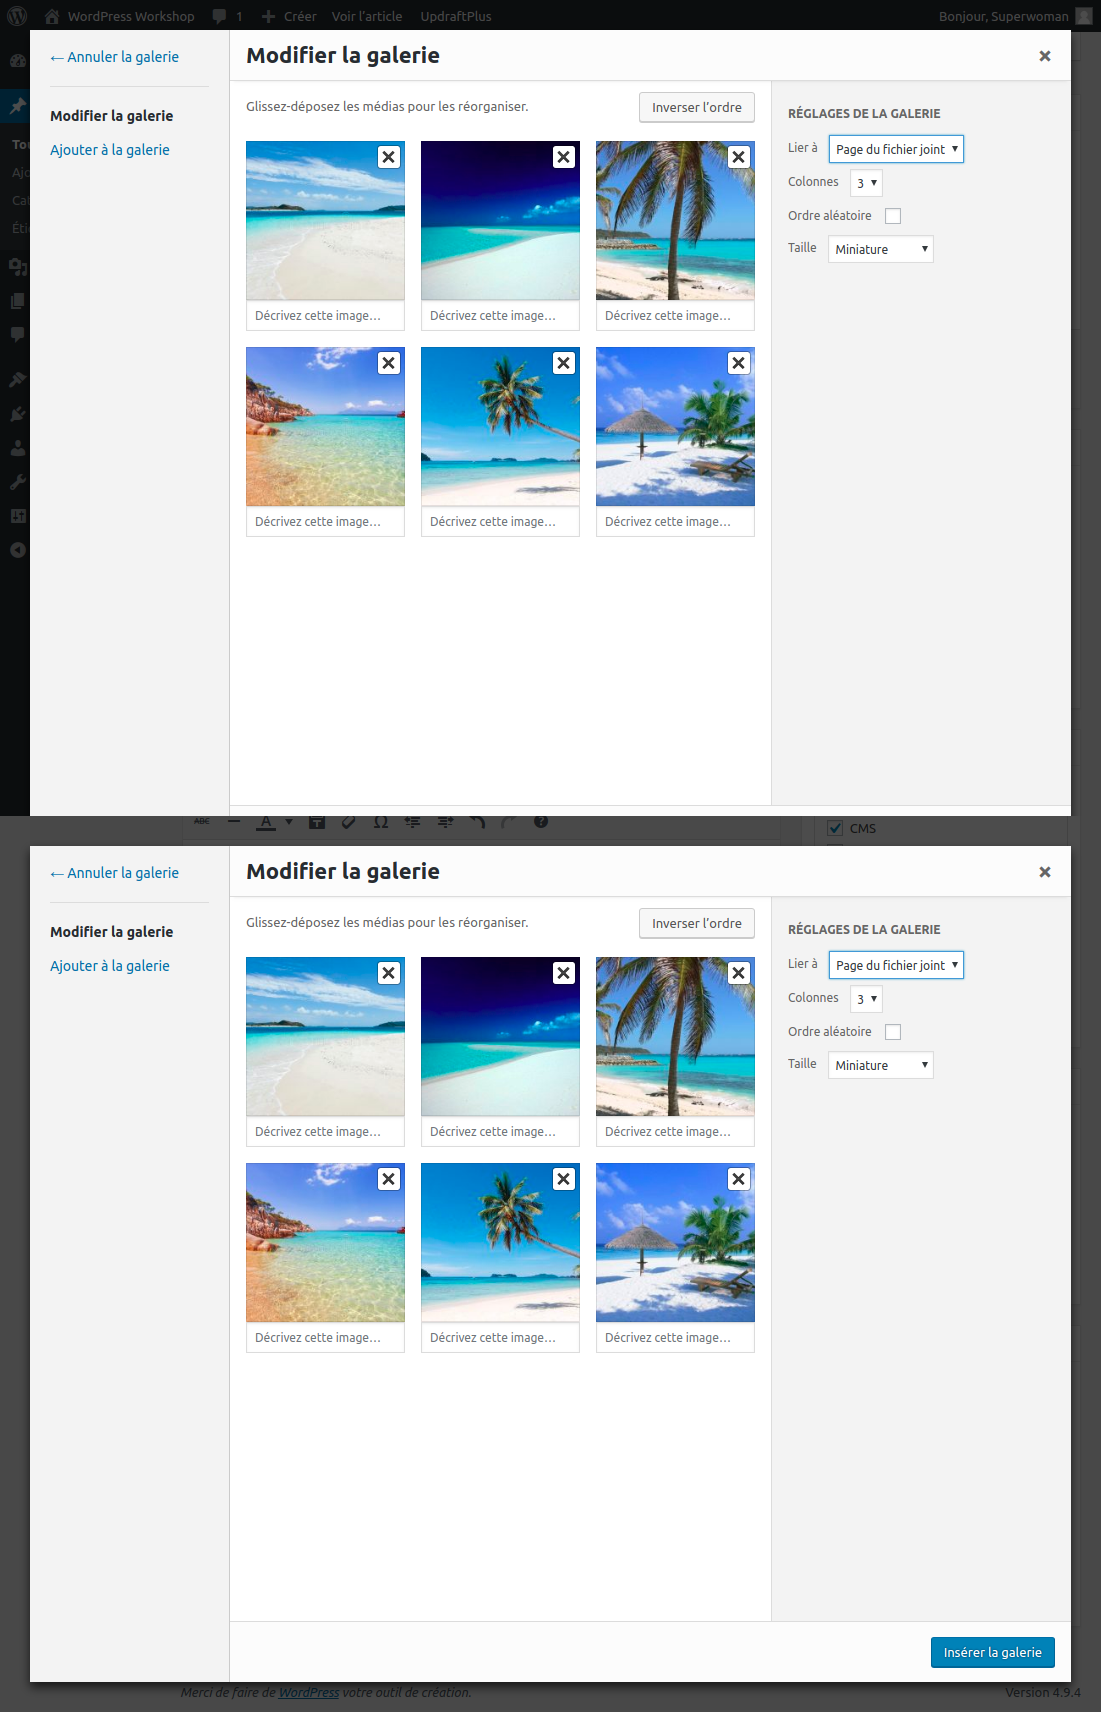 WordPress Workshop 1 Créer Voir l'article UpdraftPlus Bonjour, Superwoman
← Annuler la galerie
Modifier la galerie
Ajouter à la galerie
Modifier la galerie
Glissez-déposez les médias pour les réorganiser.
Inverser l'ordre
Décrivez cette image… Décrivez cette image… Décrivez cette image…
Décrivez cette image… Décrivez cette image… Décrivez cette image…
RÉGLAGES DE LA GALERIE
Lier à Page du fichier joint
Colonnes 3
Ordre aléatoire
Taille Miniature
ABC A Ω
CMS
← Annuler la galerie
Modifier la galerie
Ajouter à la galerie
Modifier la galerie
Glissez-déposez les médias pour les réorganiser.
Inverser l'ordre
Décrivez cette image… Décrivez cette image… Décrivez cette image…
Décrivez cette image… Décrivez cette image… Décrivez cette image…
RÉGLAGES DE LA GALERIE
Lier à Page du fichier joint
Colonnes 3
Ordre aléatoire
Taille Miniature
Insérer la galerie
Merci de faire de WordPress votre outil de création. Version 4.9.4